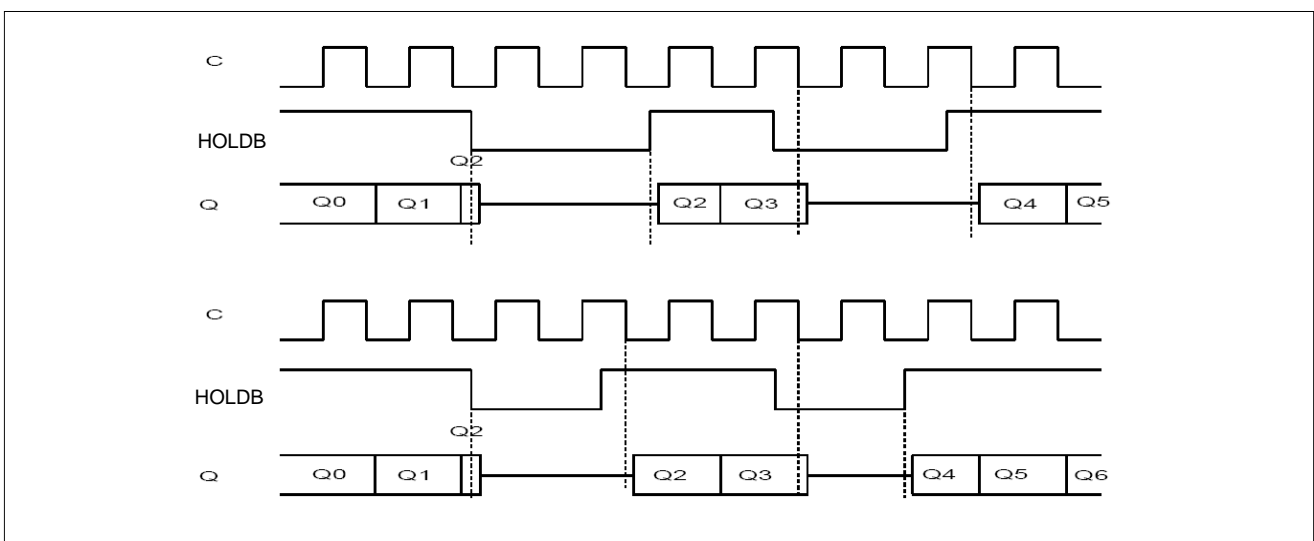 C
HOLDB
Q2
Q Q0 Q1 Q2 Q3 Q4 Q5
C
HOLDB
Q2
Q Q0 Q1 Q2 Q3 Q4 Q5 Q6